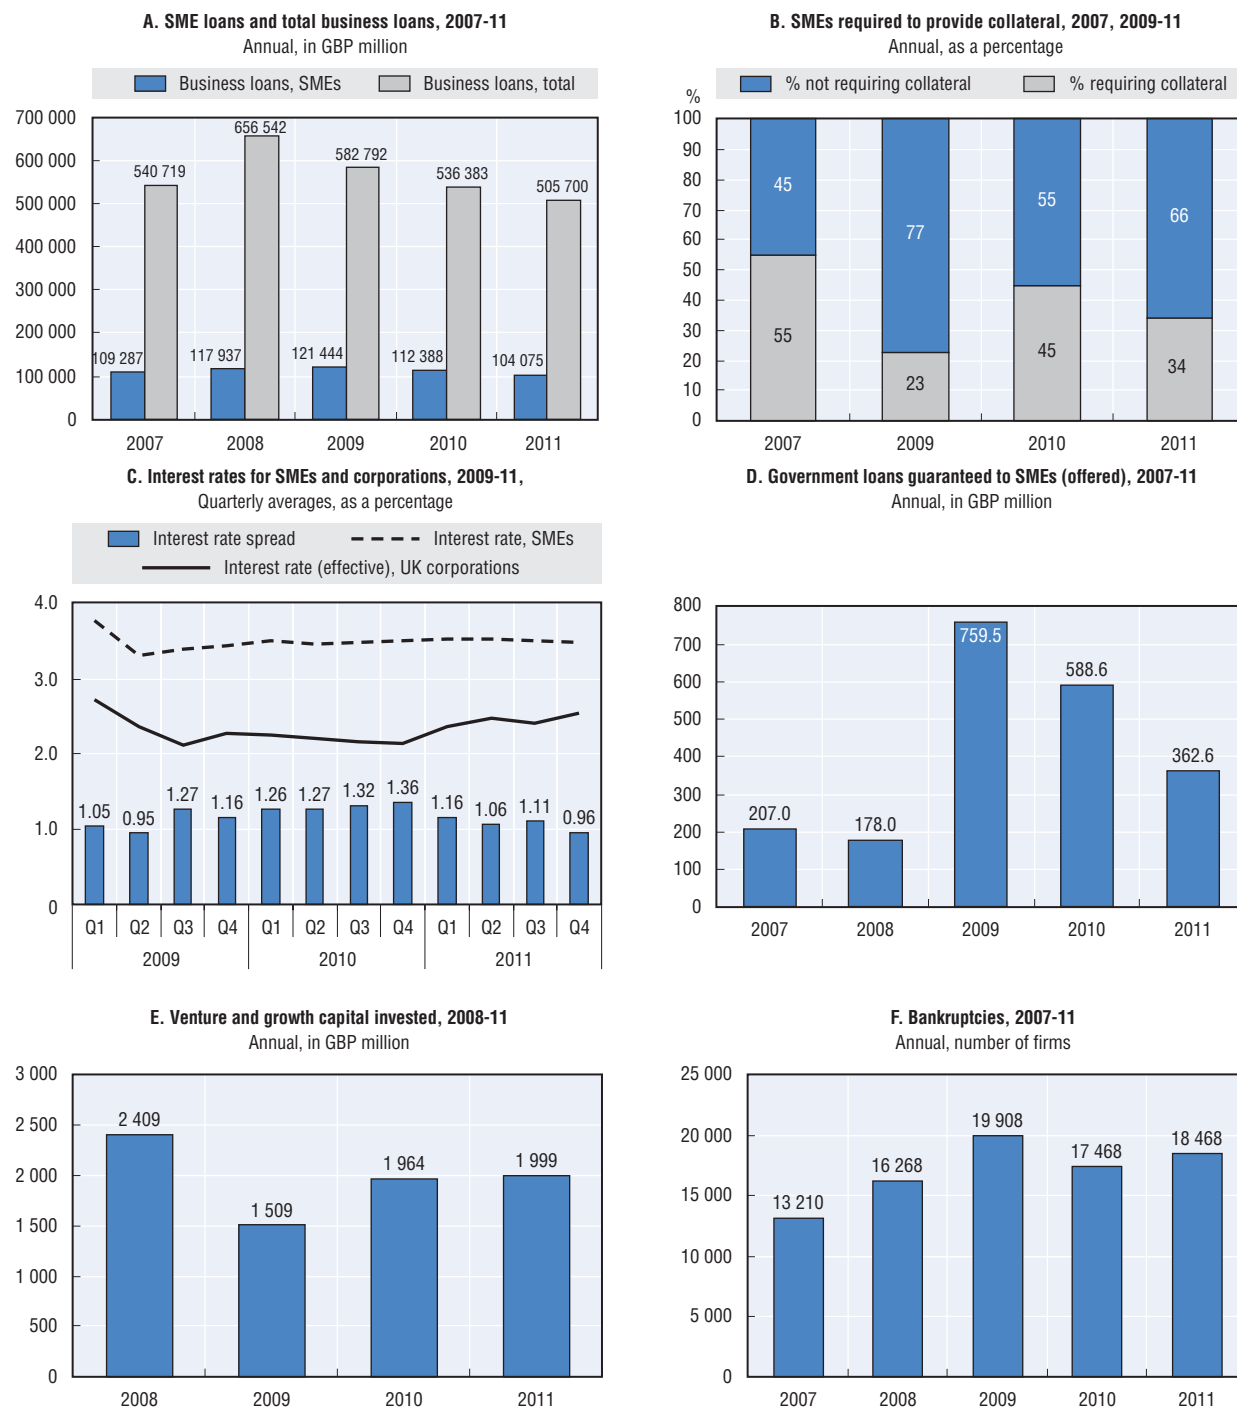 A. SME loans and total business loans, 2007-11
Annual, in GBP million
Business loans, SMEs Business loans, total
700 000
600 000
500 000
400 000
300 000
200 000
100 000
0
109 287 540 719 117 937 656 542 121 444 582 792 112 388 536 383 104 075 505 700
2007 2008 2009 2010 2011
B. SMEs required to provide collateral, 2007, 2009-11
Annual, as a percentage
% not requiring collateral % requiring collateral
%
100
90
80
70
60
50
40
30
20
10
0
45 77 55 66
55 23 45 34
2007 2009 2010 2011
C. Interest rates for SMEs and corporations, 2009-11,
Quarterly averages, as a percentage
Interest rate spread Interest rate, SMEs
Interest rate (effective), UK corporations
4.0
3.0
2.0
1.0
0
1.05 0.95 1.27 1.16 1.26 1.27 1.32 1.36 1.16 1.06 1.11 0.96
Q1 Q2 Q3 Q4 Q1 Q2 Q3 Q4 Q1 Q2 Q3 Q4
2009 2010 2011
D. Government loans guaranteed to SMEs (offered), 2007-11
Annual, in GBP million
800
700
600
500
400
300
200
100
0
207.0 178.0 759.5 588.6 362.6
2007 2008 2009 2010 2011
E. Venture and growth capital invested, 2008-11
Annual, in GBP million
3 000
2 500
2 000
1 500
1 000
500
0
2 409 1 509 1 964 1 999
2008 2009 2010 2011
F. Bankruptcies, 2007-11
Annual, number of firms
25 000
20 000
15 000
10 000
5 000
0
13 210 16 268 19 908 17 468 18 468
2007 2008 2009 2010 2011